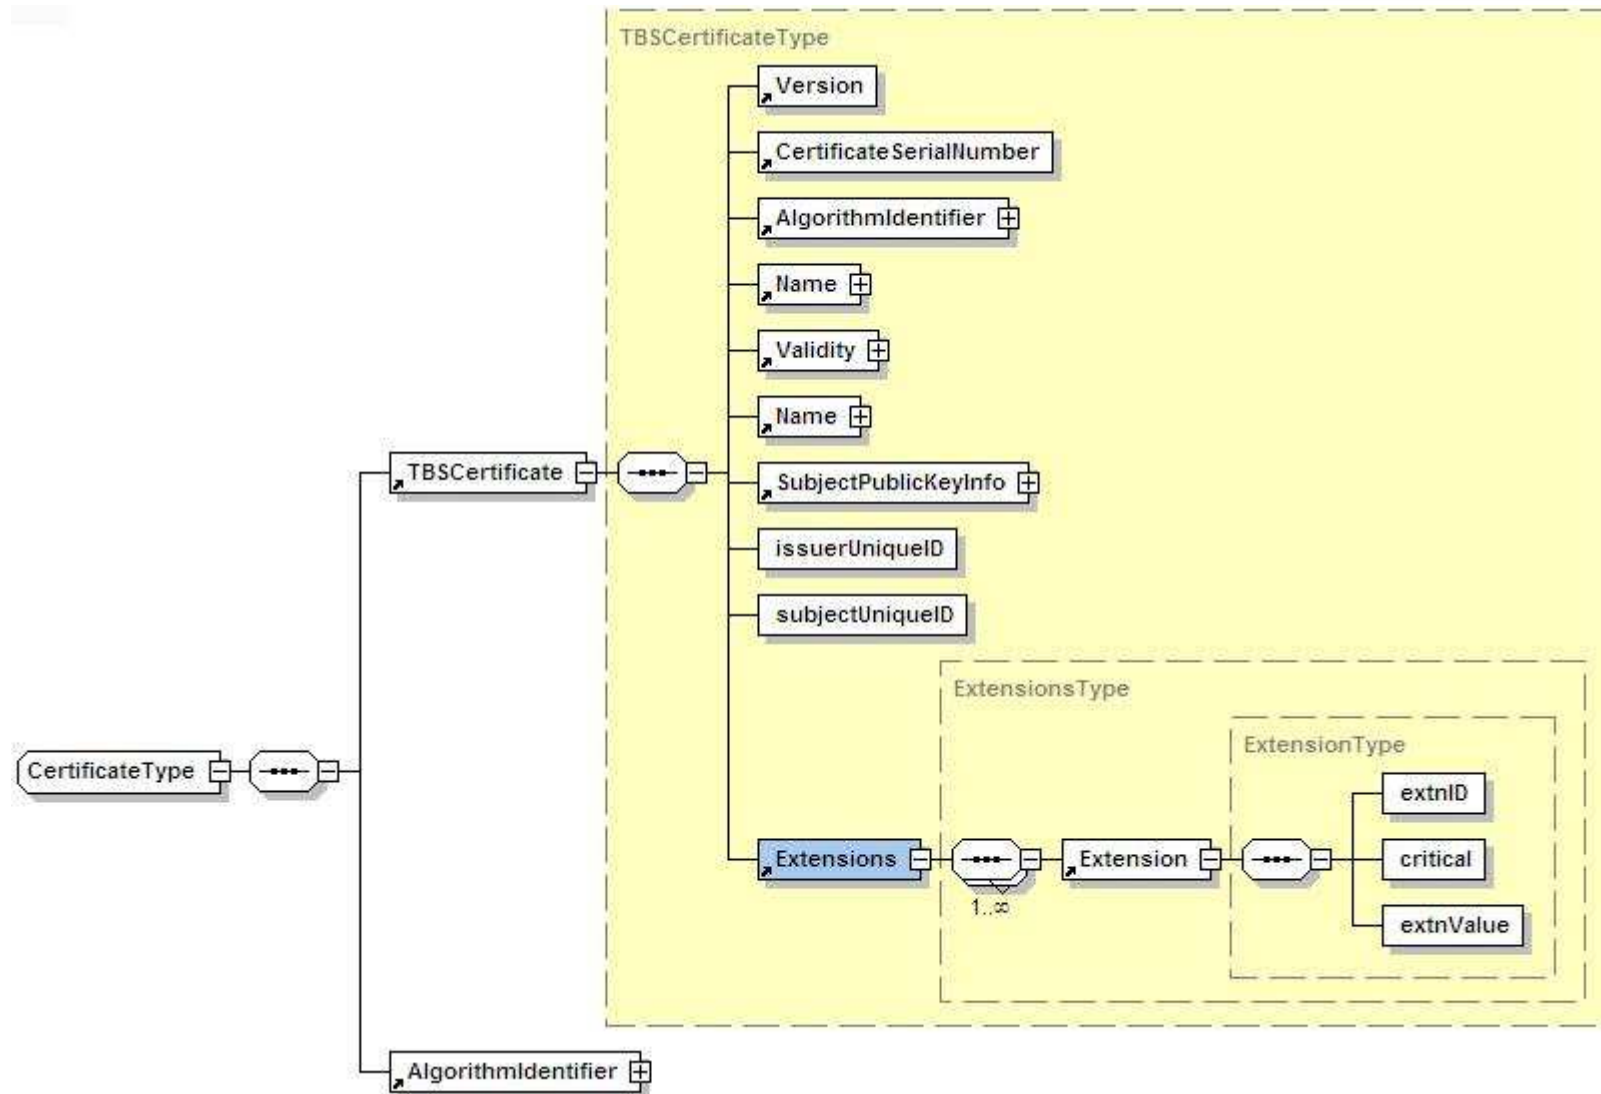 TBSCertificateType
Version
CertificateSerialNumber
AlgorithmIdentifier
Name
Validity
Name
TBSCertificate
SubjectPublicKeyInfo
issuerUniqueID
subjectUniqueID
ExtensionsType
ExtensionType
CertificateType
extnID
Extensions
Extension
critical
1..∞
extnValue
AlgorithmIdentifier